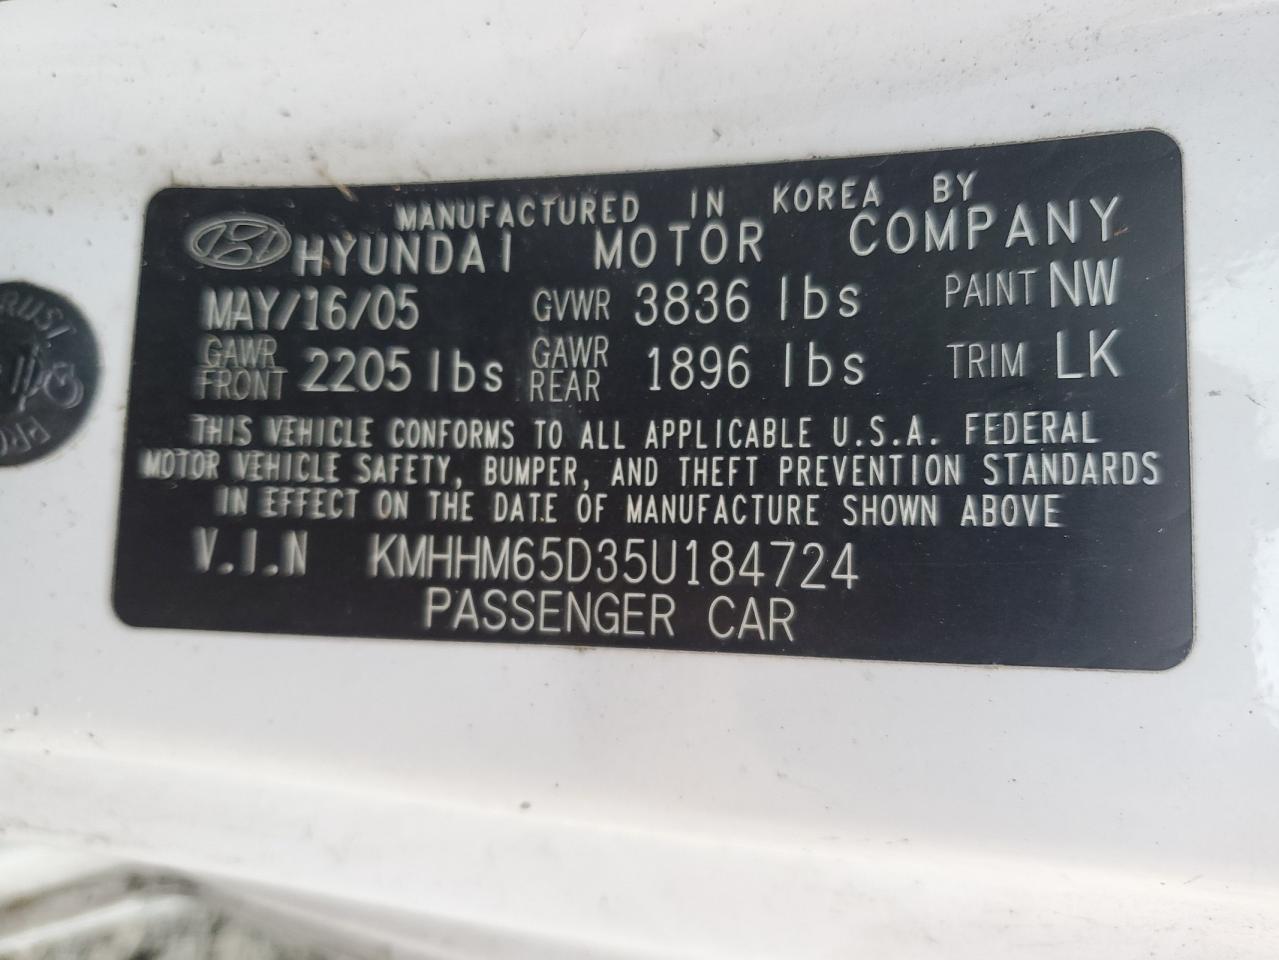 MANUFACTURED IN KOREA BY
HYUNDAI MOTOR COMPANY
MAY/16/05 GVWR 3836 lbs PAINT NW
GAWR FRONT 2205 lbs GAWR REAR 1896 lbs TRIM LK
THIS VEHICLE CONFORMS TO ALL APPLICABLE U.S.A. FEDERAL
MOTOR VEHICLE SAFETY, BUMPER, AND THEFT PREVENTION STANDARDS
IN EFFECT ON THE DATE OF MANUFACTURE SHOWN ABOVE
V.I.N KMHHM65D35U184724
PASSENGER CAR
RUST